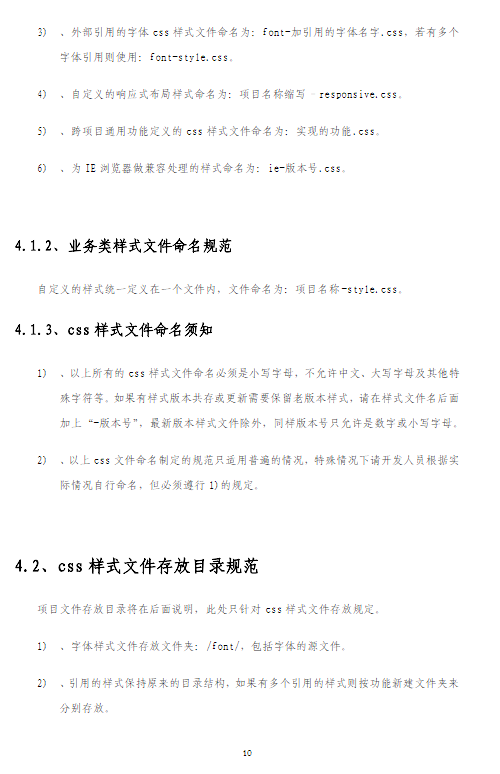 3) 、外部引用的字体 css 样式文件命名为: font-加引用的字体名字.css，若有多个
字体引用则使用: font-style.css。
4) 、自定义的响应式布局样式命名为: 项目名称缩写–responsive.css。
5) 、跨项目通用功能定义的 css 样式文件命名为: 实现的功能.css。
6) 、为 IE 浏览器做兼容处理的样式命名为: ie-版本号.css。
4.1.2、业务类样式文件命名规范
自定义的样式统一定义在一个文件内，文件命名为: 项目名称-style.css。
4.1.3、css 样式文件命名须知
1) 、以上所有的 css 样式文件命名必须是小写字母，不允许中文、大写字母及其他特
殊字符等。如果有样式版本共存或更新需要保留老版本样式，请在样式文件名后面
加上 “-版本号”，最新版本样式文件除外，同样版本号只允许是数字或小写字母。
2) 、以上 css 文件命名制定的规范只适用普遍的情况，特殊情况下请开发人员根据实
际情况自行命名，但必须遵行 1)的规定。
4.2、css 样式文件存放目录规范
项目文件存放目录将在后面说明，此处只针对 css 样式文件存放规定。
1) 、字体样式文件存放文件夹: /font/，包括字体的源文件。
2) 、引用的样式保持原来的目录结构，如果有多个引用的样式则按功能新建文件夹来
分别存放。
10